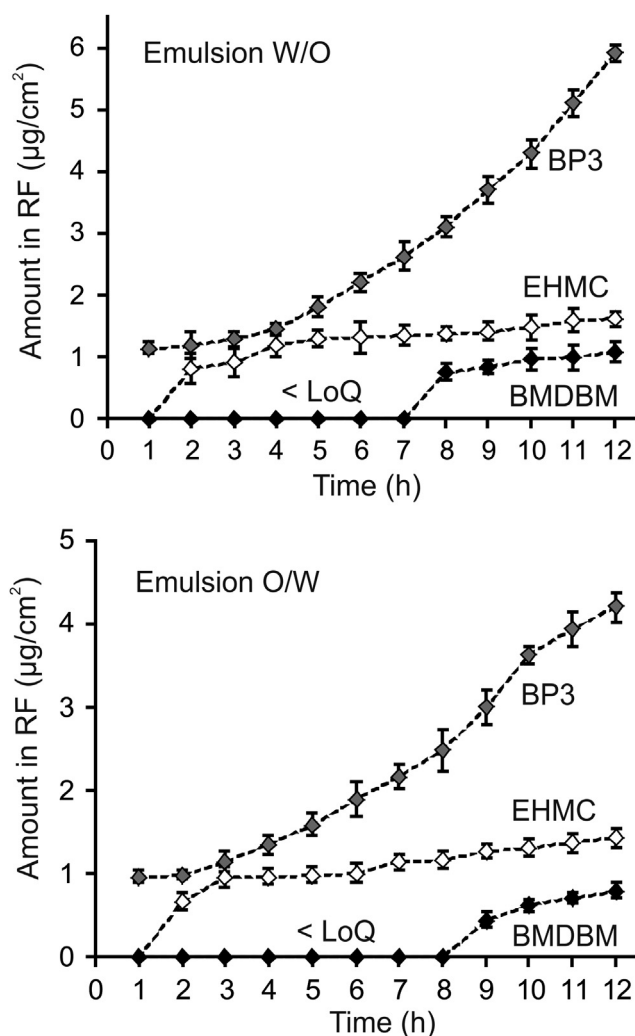 Emulsion W/O
Amount in RF (µg/cm²)
6
5
4
3
2
1
0
BP3
EHMC
< LoQ
BMDBM
0 1 2 3 4 5 6 7 8 9 10 11 12
Time (h)
Emulsion O/W
Amount in RF (µg/cm²)
5
4
3
2
1
0
BP3
EHMC
< LoQ
BMDBM
0 1 2 3 4 5 6 7 8 9 10 11 12
Time (h)